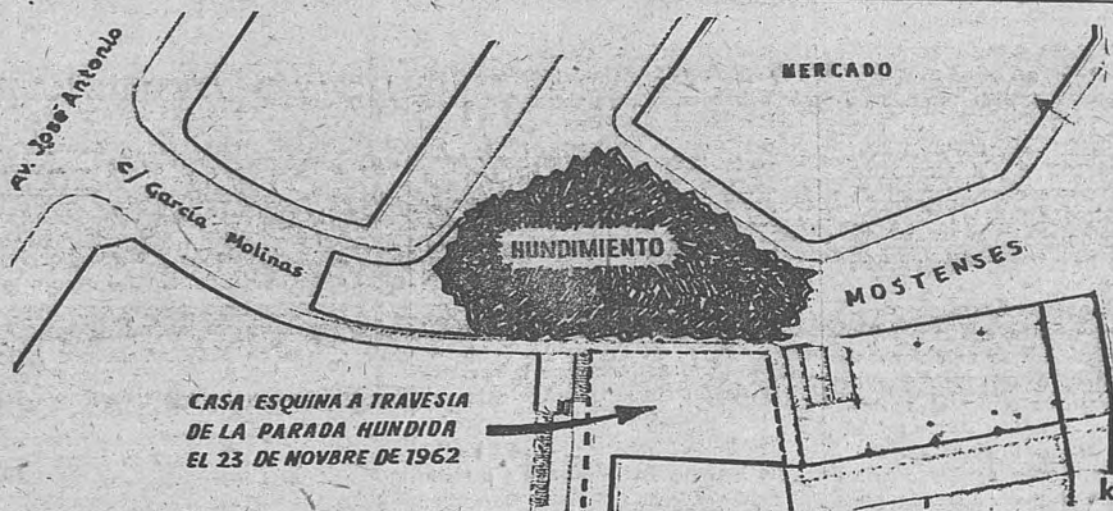 Av. José Antonio
c/ García Molinas
MERCADO
HUNDIMIENTO
MOSTENSES
CASA ESQUINA A TRAVESIA
DE LA PARADA HUNDIDA
EL 23 DE NOVBRE DE 1962
k